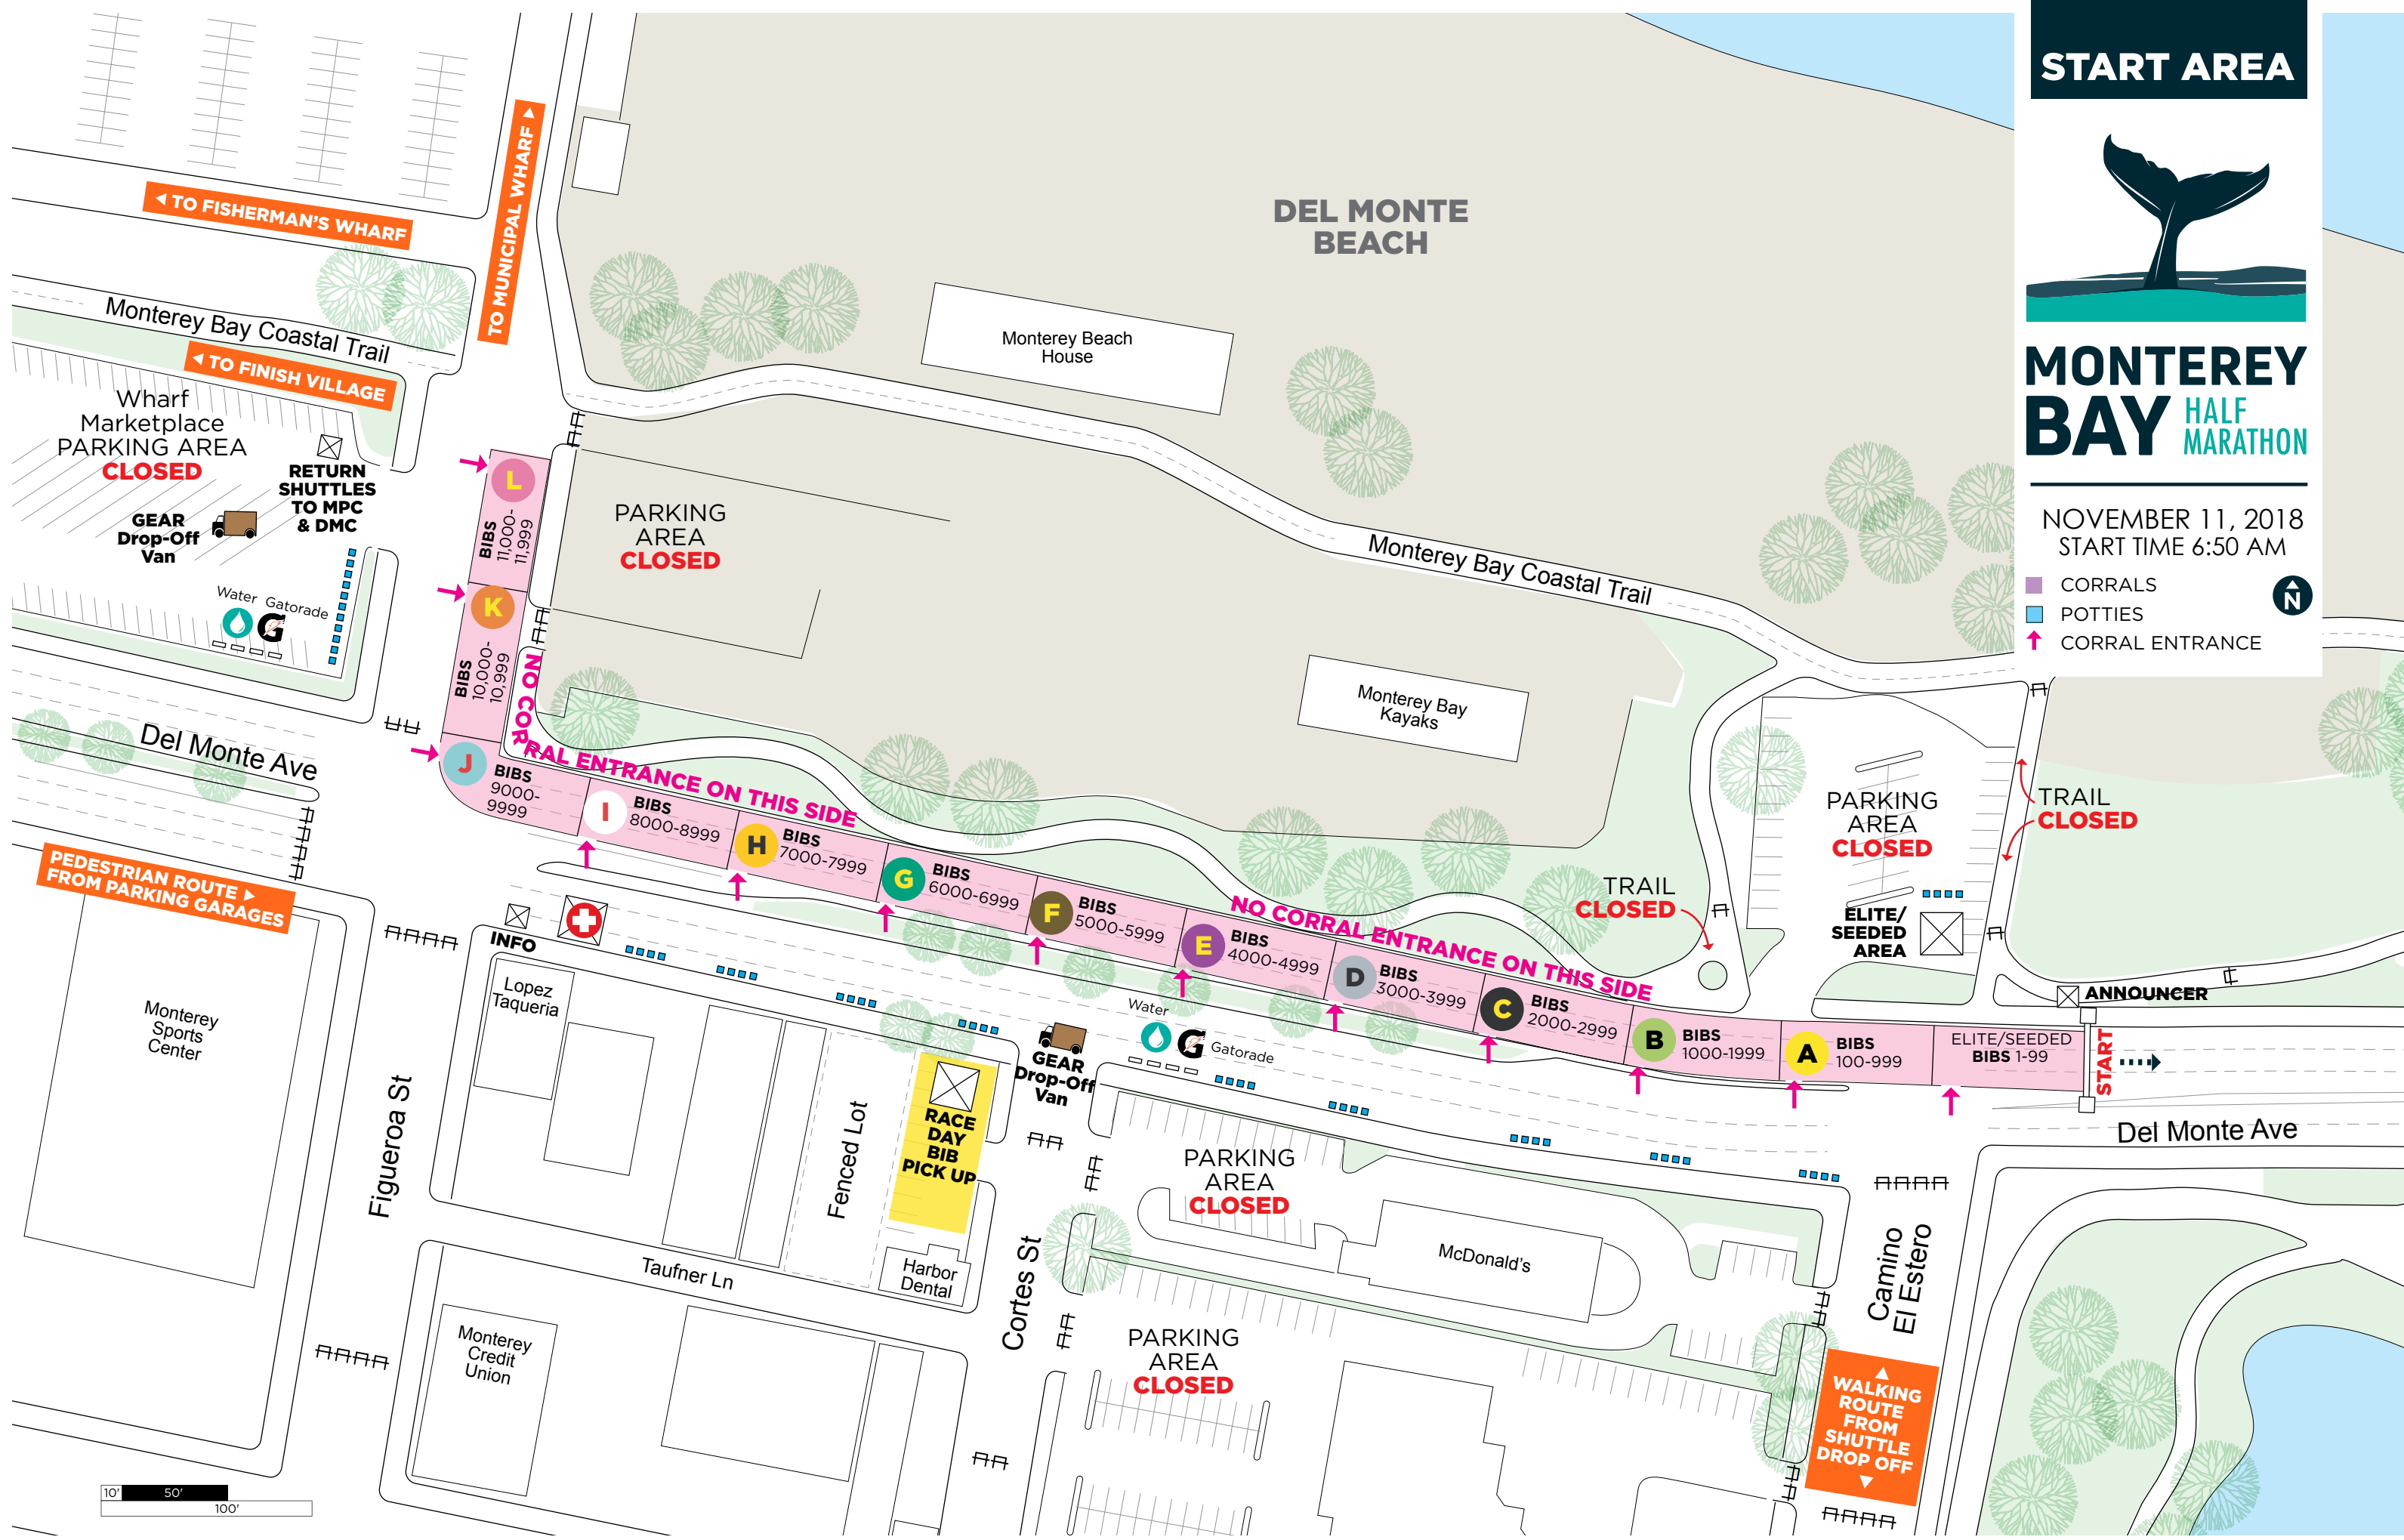 START AREA
MONTEREY
BAY HALF
MARATHON
NOVEMBER 11, 2018
START TIME 6:50 AM
CORRALS
POTTIES
CORRAL ENTRANCE
N
TO FISHERMAN'S WHARF
TO MUNICIPAL WHARF
Monterey Bay Coastal Trail
TO FINISH VILLAGE
Wharf
Marketplace
PARKING AREA
CLOSED
RETURN
SHUTTLES
TO MPC
& DMC
GEAR
Drop-Off
Van
Water Gatorade
G
Del Monte Ave
PEDESTRIAN ROUTE
FROM PARKING GARAGES
DEL MONTE
BEACH
Monterey Beach
House
PARKING
AREA
CLOSED
Monterey Bay Coastal Trail
Monterey Bay
Kayaks
L
BIBS
11,000-
11,999
K
BIBS
10,000-
10,999
NO CORRAL ENTRANCE ON THIS SIDE
J
BIBS
9000-
9999
I
BIBS
8000-8999
H
BIBS
7000-7999
G
BIBS
6000-6999
F
BIBS
5000-5999
E
BIBS
4000-4999
NO CORRAL ENTRANCE ON THIS SIDE
D
BIBS
3000-3999
C
BIBS
2000-2999
B
BIBS
1000-1999
A
BIBS
100-999
ELITE/SEEDED
BIBS 1-99
START
ANNOUNCER
TRAIL
CLOSED
PARKING
AREA
CLOSED
TRAIL
CLOSED
ELITE/
SEEDED
AREA
Del Monte Ave
INFO
Lopez
Taqueria
Monterey
Sports
Center
Figueroa St
Fenced Lot
RACE
DAY
BIB
PICK UP
Harbor
Dental
Taufner Ln
Monterey
Credit
Union
Cortes St
GEAR
Drop-Off
Van
Water
G
Gatorade
PARKING
AREA
CLOSED
McDonald's
PARKING
AREA
CLOSED
Camino
El Estero
WALKING
ROUTE
FROM
SHUTTLE
DROP OFF
10' 50'
100'